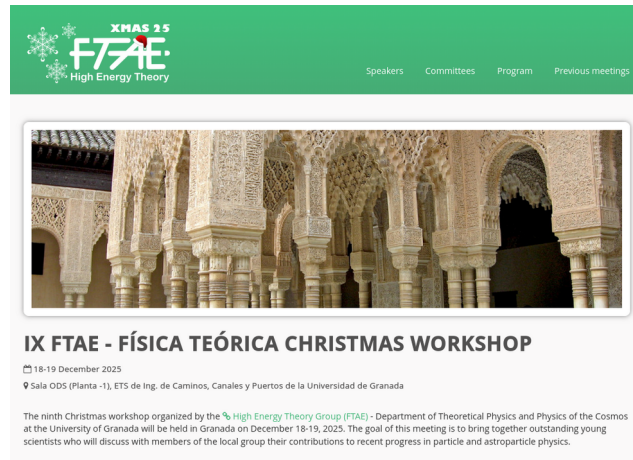 XMAS 25
FTAE
High Energy Theory
Speakers Committees Program Previous meetings
IX FTAE - FÍSICA TEÓRICA CHRISTMAS WORKSHOP
18-19 December 2025
Sala ODS (Planta -1), ETS de Ing. de Caminos, Canales y Puertos de la Universidad de Granada
The ninth Christmas workshop organized by the High Energy Theory Group (FTAE) - Department of Theoretical Physics and Physics of the Cosmos
at the University of Granada will be held in Granada on December 18-19, 2025. The goal of this meeting is to bring together outstanding young
scientists who will discuss with members of the local group their contributions to recent progress in particle and astroparticle physics.